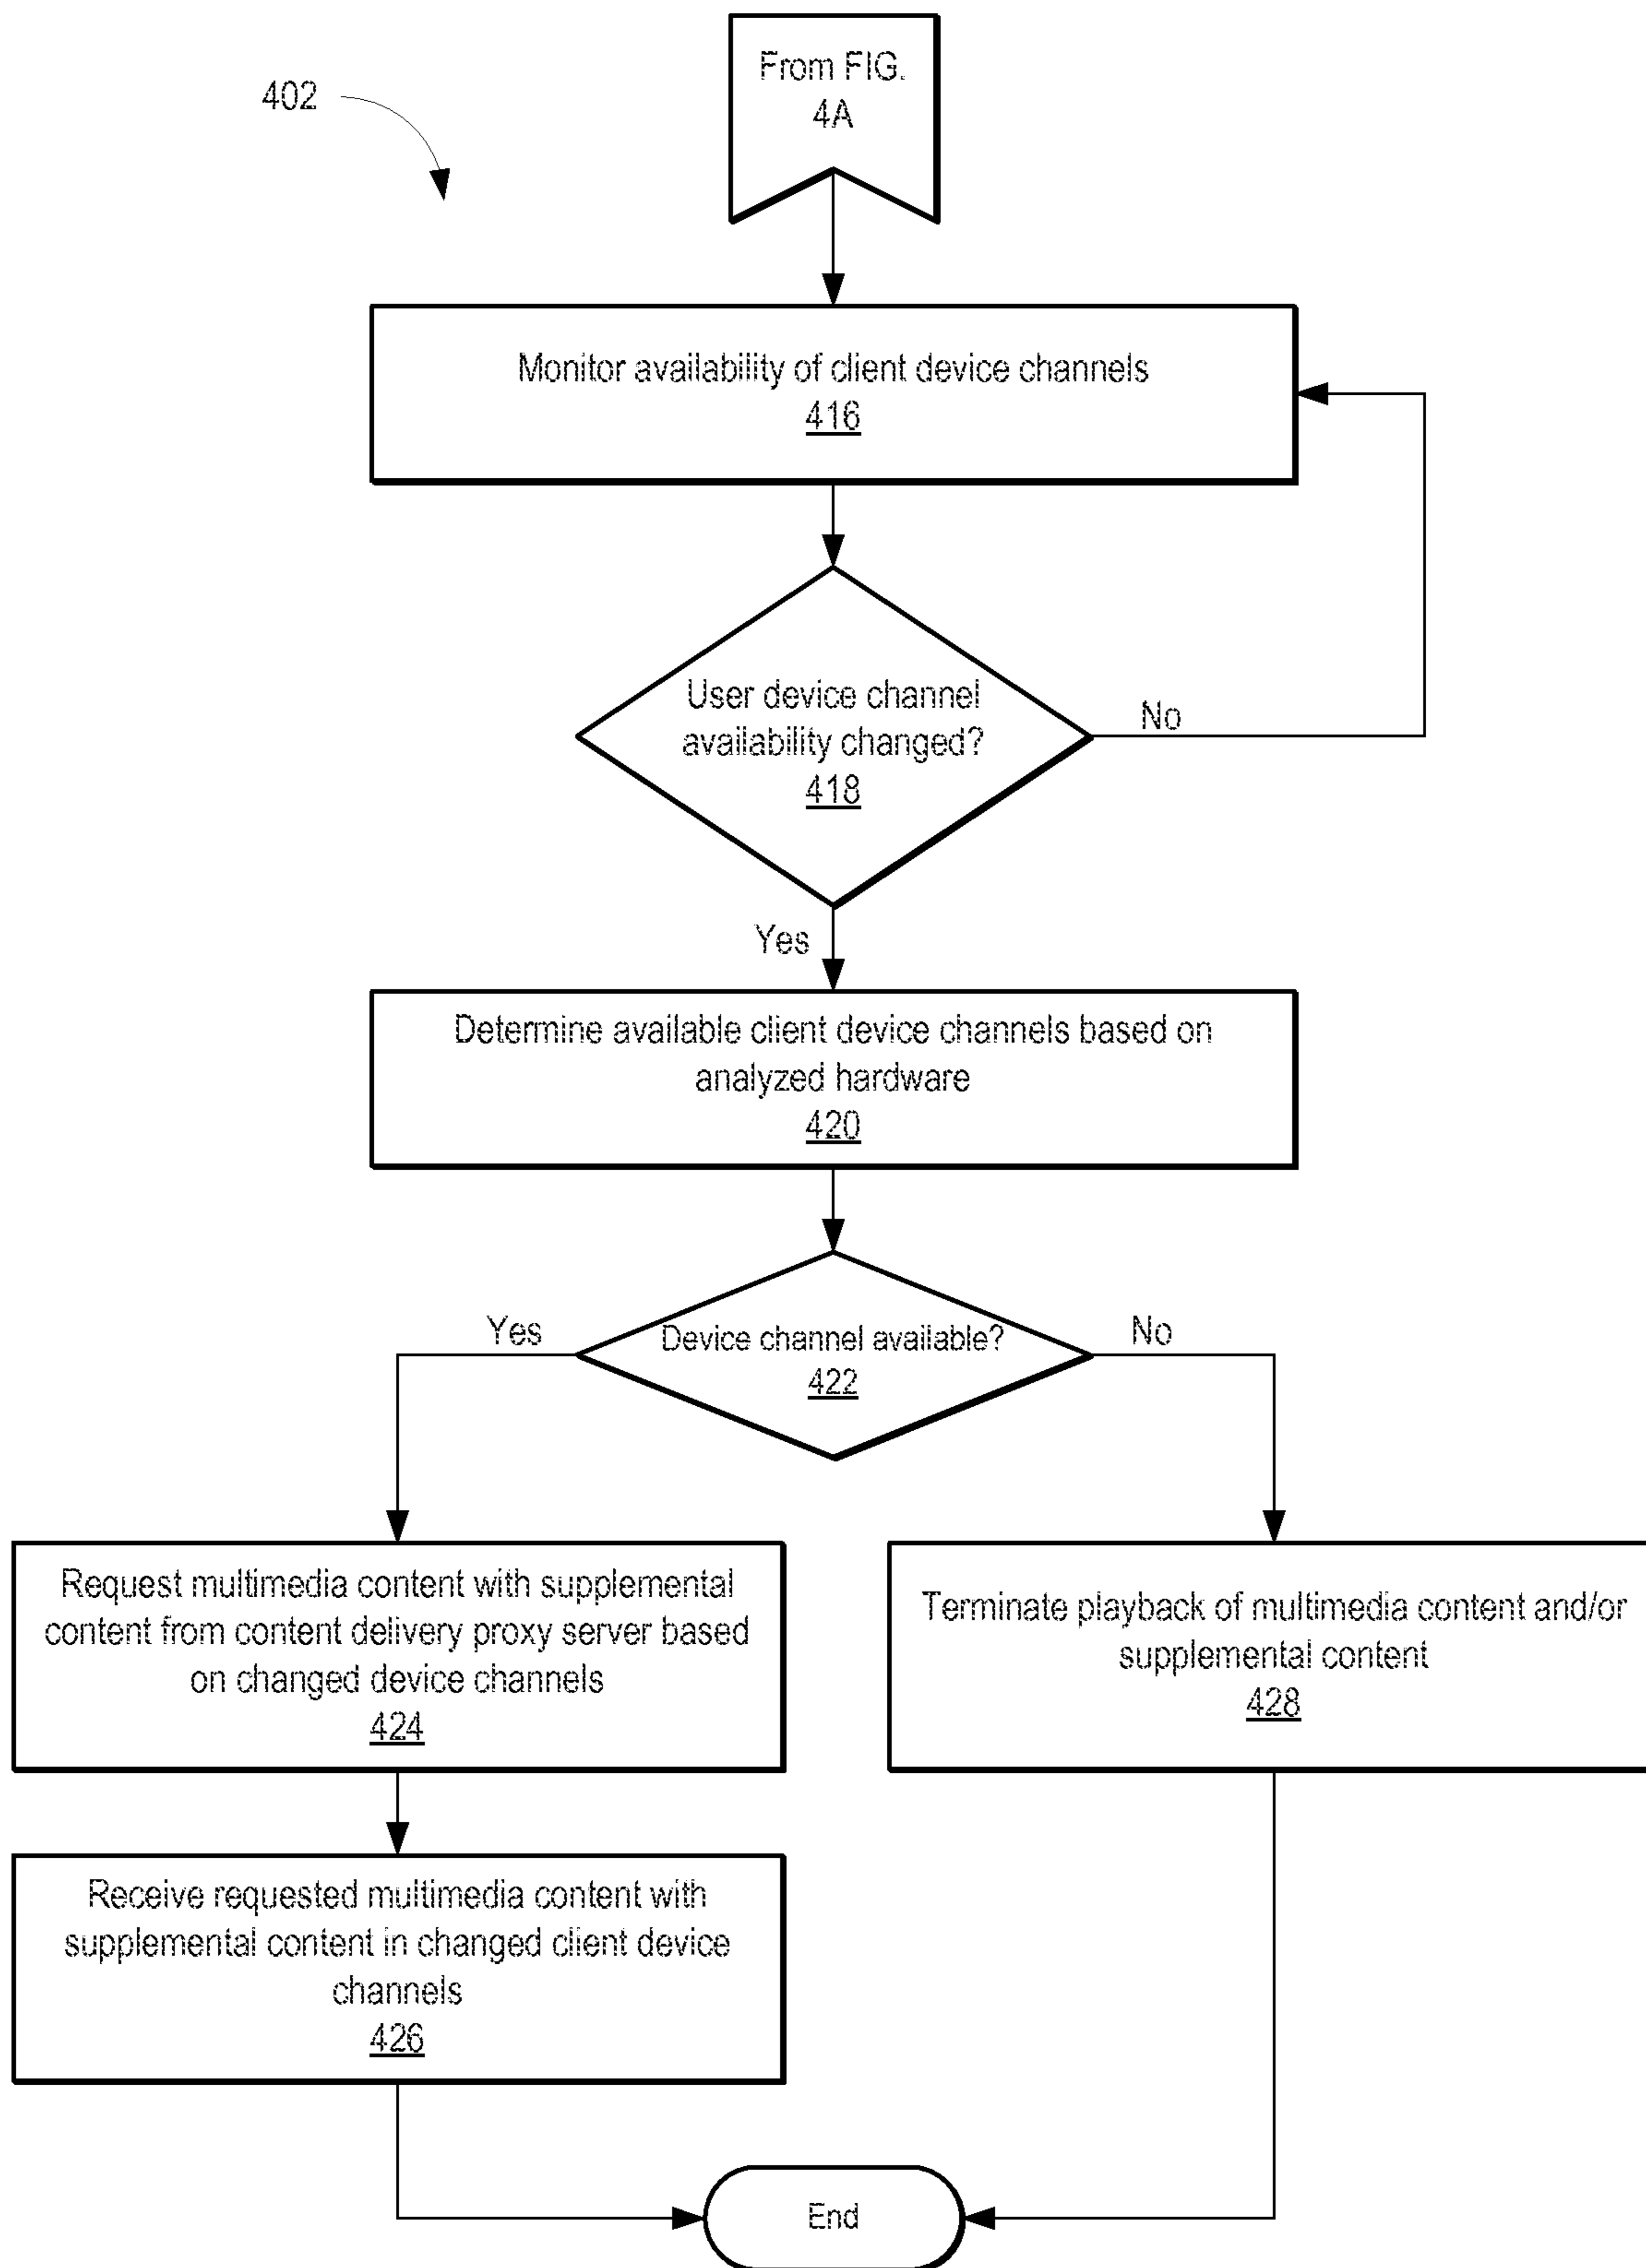 402
From FIG.
4A
Monitor availability of client device channels
416
User device channel
availability changed?
418
No
Yes
Determine available client device channels based on
analyzed hardware
420
Device channel available?
422
Yes
No
Request multimedia content with supplemental
content from content delivery proxy server based
on changed device channels
424
Terminate playback of multimedia content and/or
supplemental content
428
Receive requested multimedia content with
supplemental content in changed client device
channels
426
End